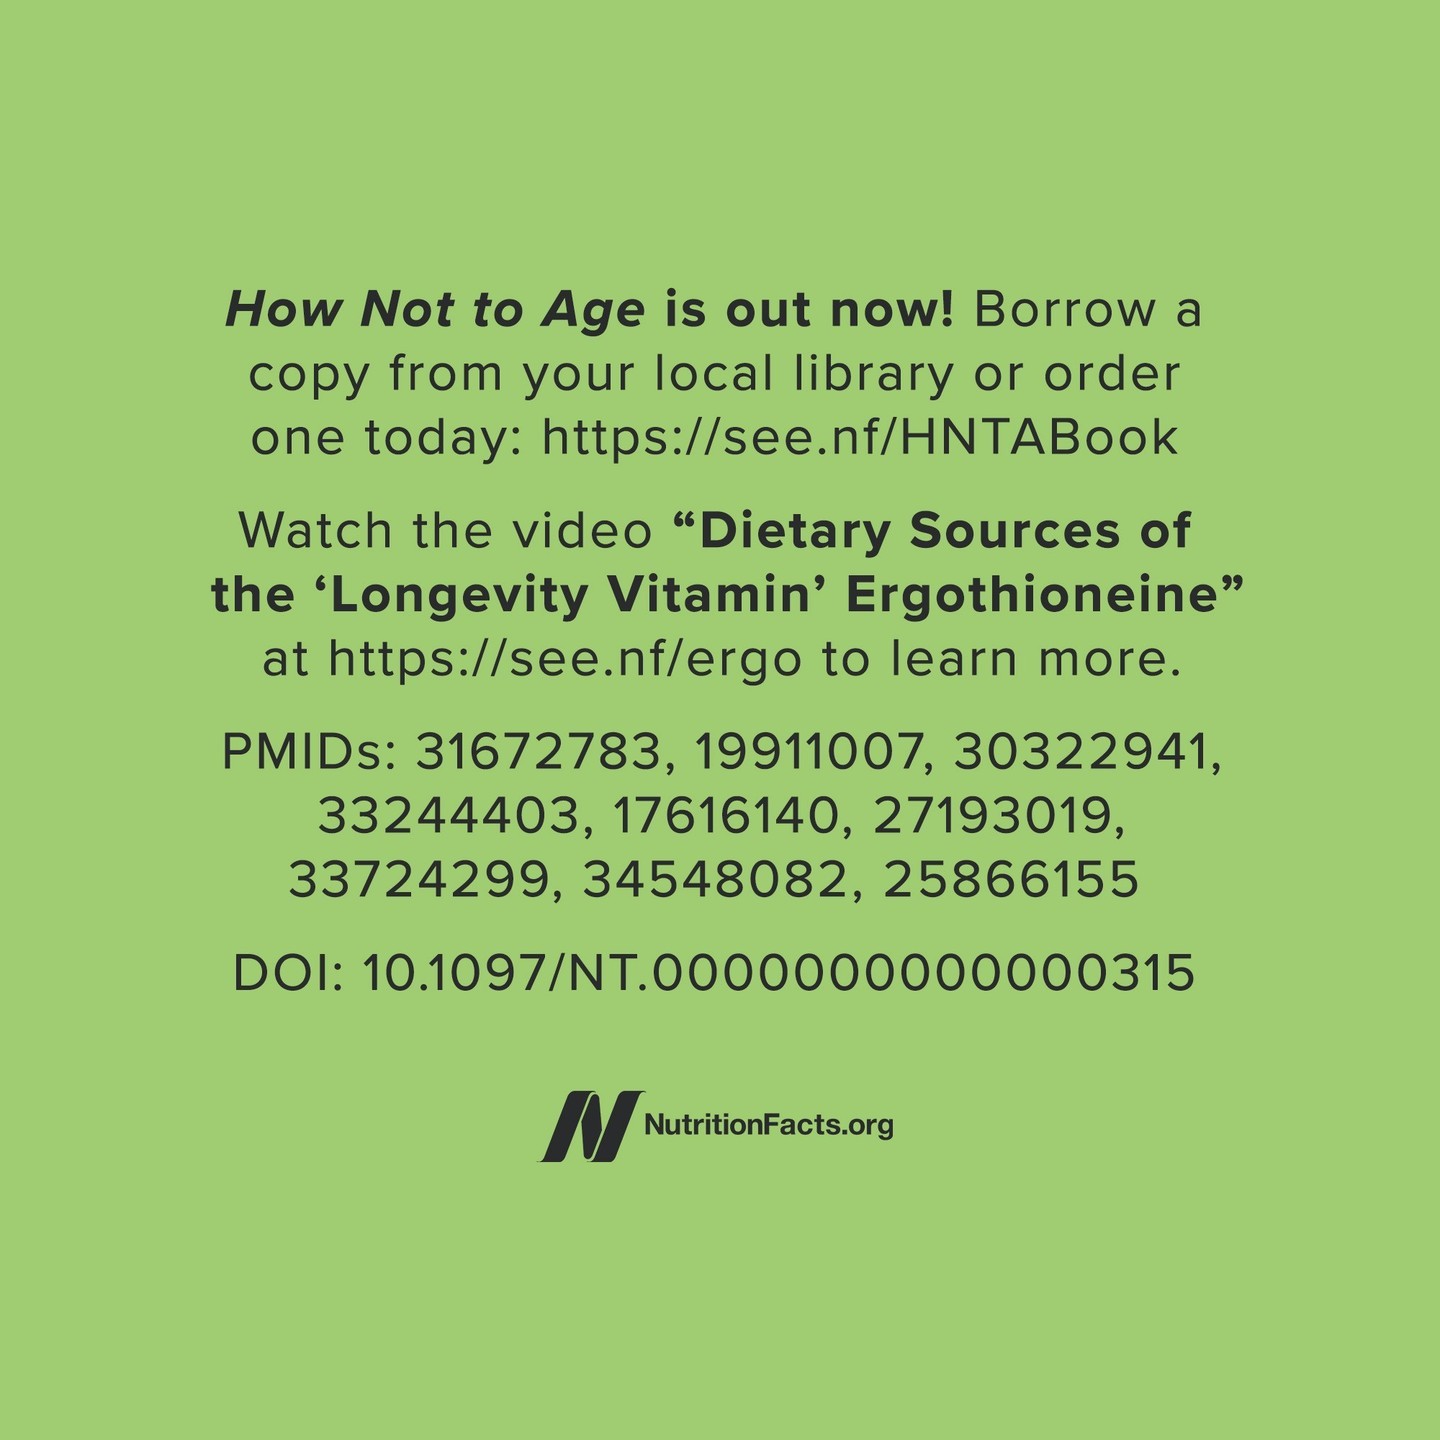 How Not to Age is out now! Borrow a
copy from your local library or order
one today: https://see.nf/HNTABook
Watch the video “Dietary Sources of
the ‘Longevity Vitamin’ Ergothioneine”
at https://see.nf/ergo to learn more.
PMIDs: 31672783, 19911007, 30322941,
33244403, 17616140, 27193019,
33724299, 34548082, 25866155
DOI: 10.1097/NT.0000000000000315
NutritionFacts.org